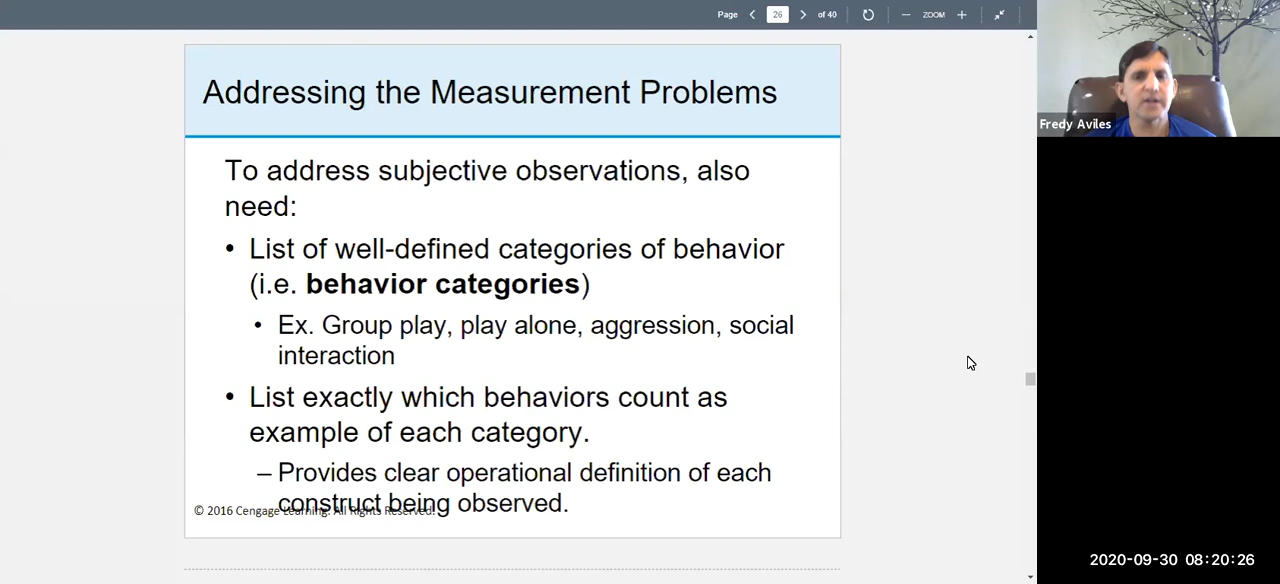 Page 26 of 40 ZOOM
Addressing the Measurement Problems
To address subjective observations, also
need:
• List of well-defined categories of behavior
(i.e. behavior categories)
• Ex. Group play, play alone, aggression, social
interaction
• List exactly which behaviors count as
example of each category.
– Provides clear operational definition of each
construct being observed.
© 2016 Cengage Learning. All Rights Reserved.
Fredy Aviles
2020-09-30 08:20:26